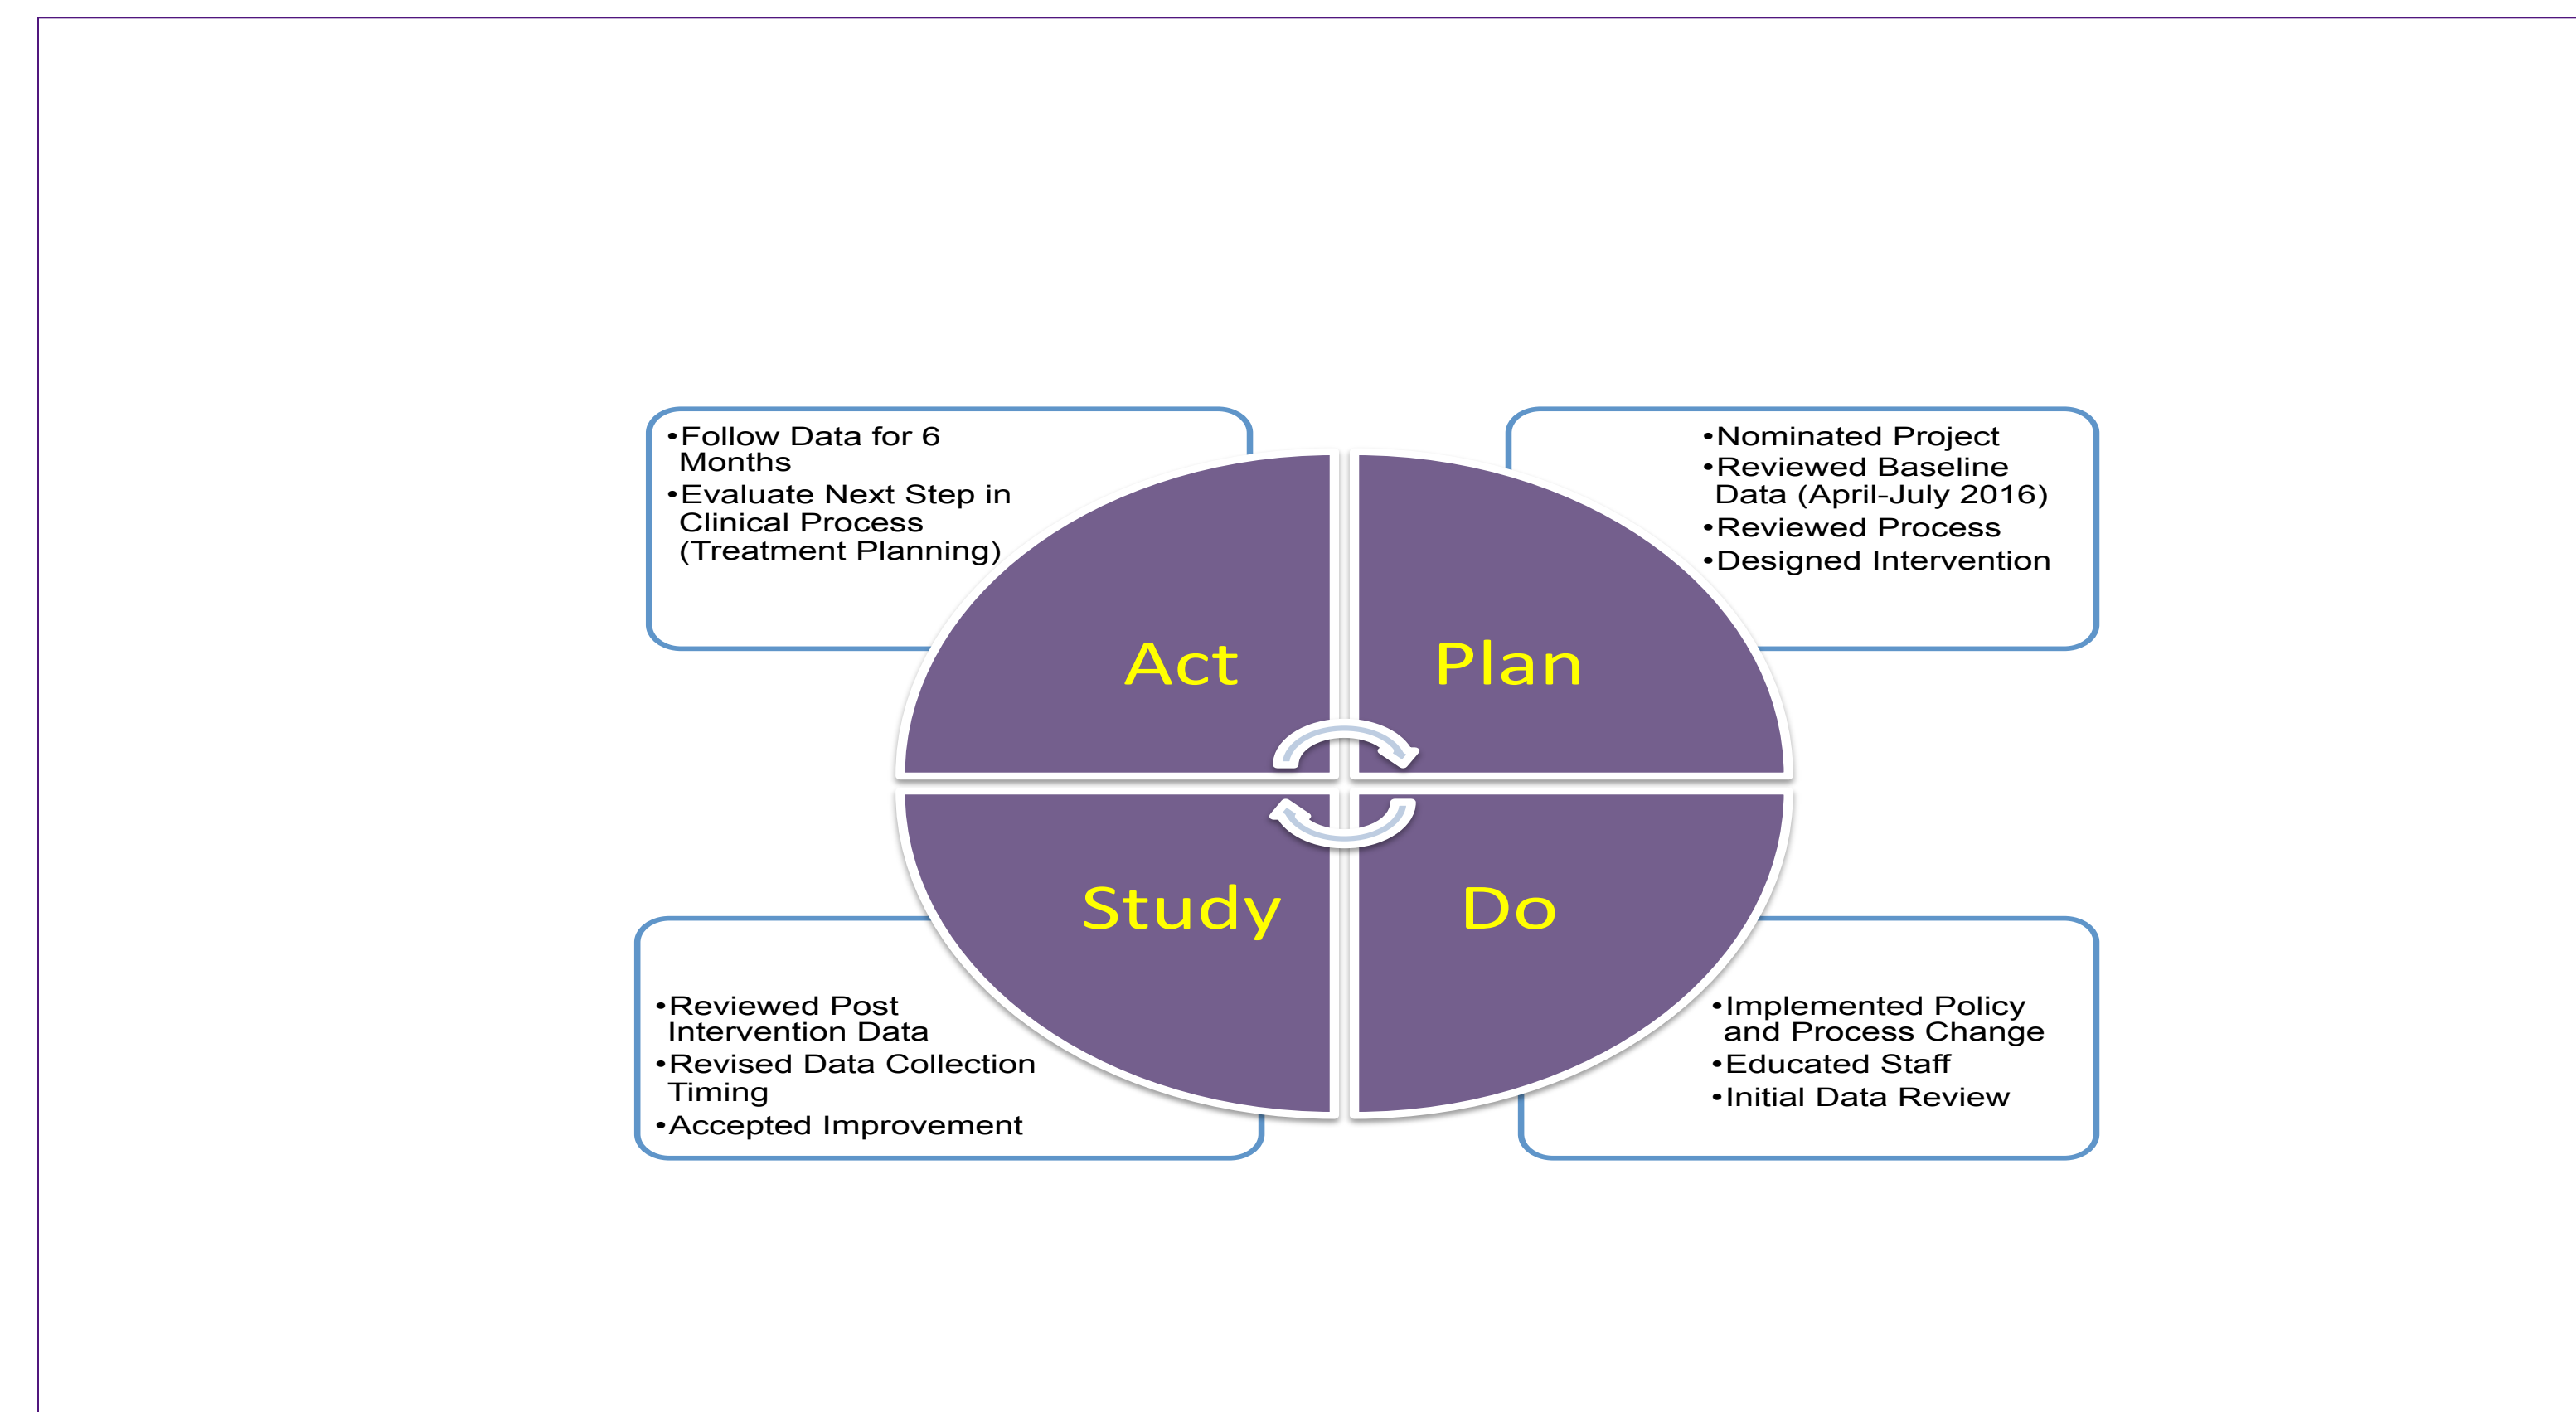 •Follow Data for 6
Months
•Evaluate Next Step in
Clinical Process
(Treatment Planning)
•Nominated Project
•Reviewed Baseline
Data (April-July 2016)
•Reviewed Process
•Designed Intervention
Act
Plan
Study
Do
•Reviewed Post
Intervention Data
•Revised Data Collection
Timing
•Accepted Improvement
•Implemented Policy
and Process Change
•Educated Staff
•Initial Data Review